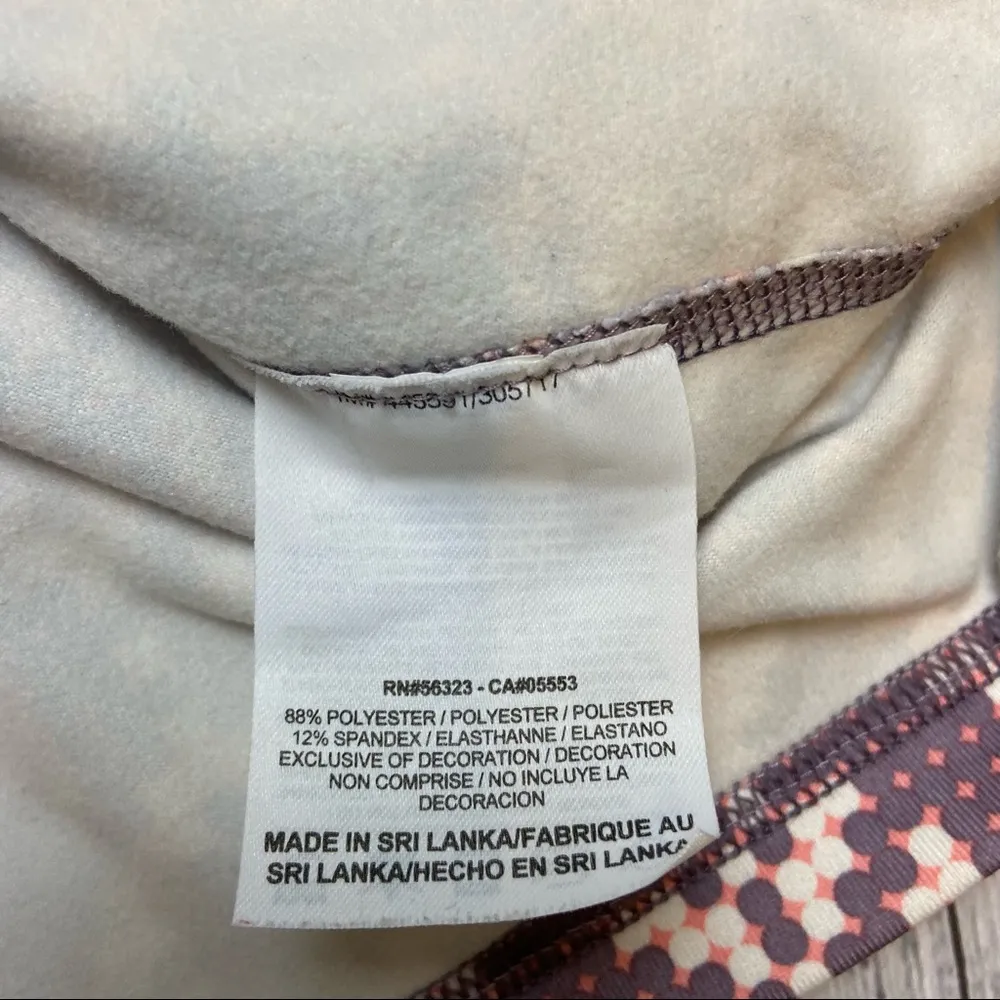 RN#56323 - CA#05553
88% POLYESTER / POLYESTER / POLIESTER
12% SPANDEX / ELASTHANNE / ELASTANO
EXCLUSIVE OF DECORATION / DECORATION
NON COMPRISE / NO INCLUYE LA
DECORACION
MADE IN SRI LANKA/FABRIQUE AU
SRI LANKA/HECHO EN SRI LANKA